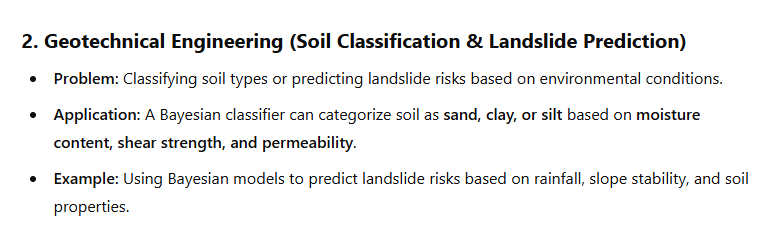 2. Geotechnical Engineering (Soil Classification & Landslide Prediction)
• Problem: Classifying soil types or predicting landslide risks based on environmental conditions.
• Application: A Bayesian classifier can categorize soil as sand, clay, or silt based on moisture
content, shear strength, and permeability.
• Example: Using Bayesian models to predict landslide risks based on rainfall, slope stability, and soil
properties.